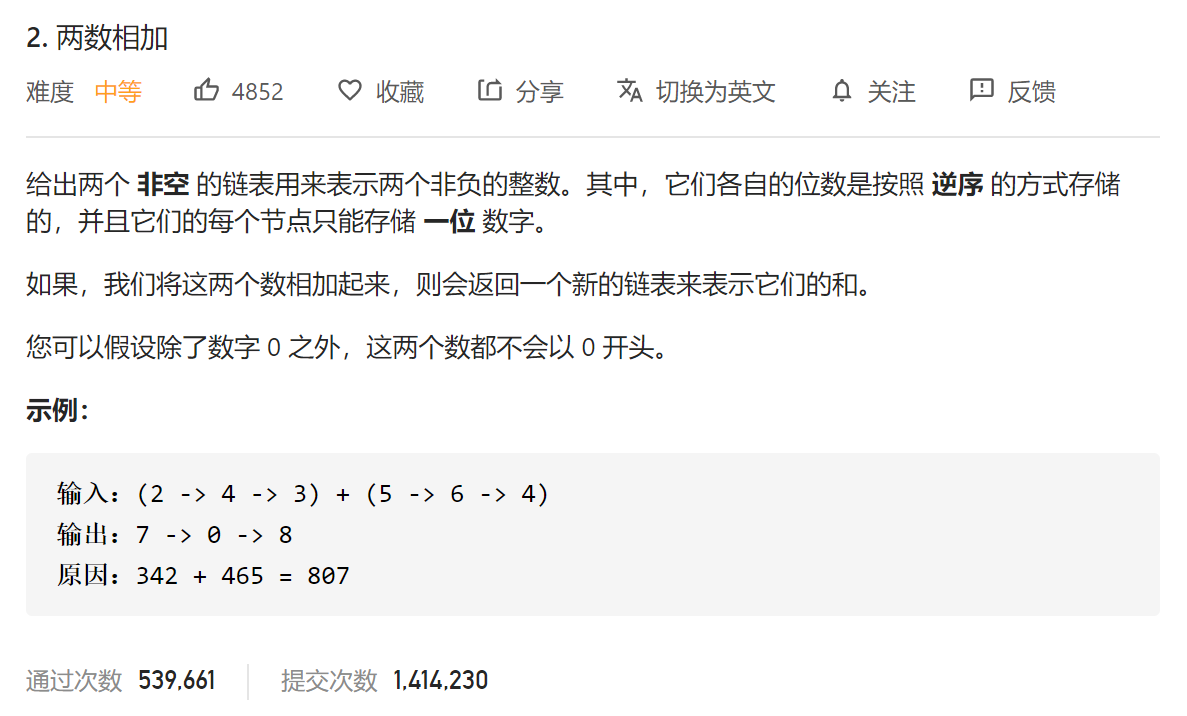 2. 两数相加
难度 中等 4852 收藏 分享 切换为英文 关注 反馈
给出两个 非空 的链表用来表示两个非负的整数。其中，它们各自的位数是按照 逆序 的方式存储
的，并且它们的每个节点只能存储 一位 数字。
如果，我们将这两个数相加起来，则会返回一个新的链表来表示它们的和。
您可以假设除了数字 0 之外，这两个数都不会以 0 开头。
示例：
输入：(2 -> 4 -> 3) + (5 -> 6 -> 4)
输出：7 -> 0 -> 8
原因：342 + 465 = 807
通过次数 539,661 提交次数 1,414,230